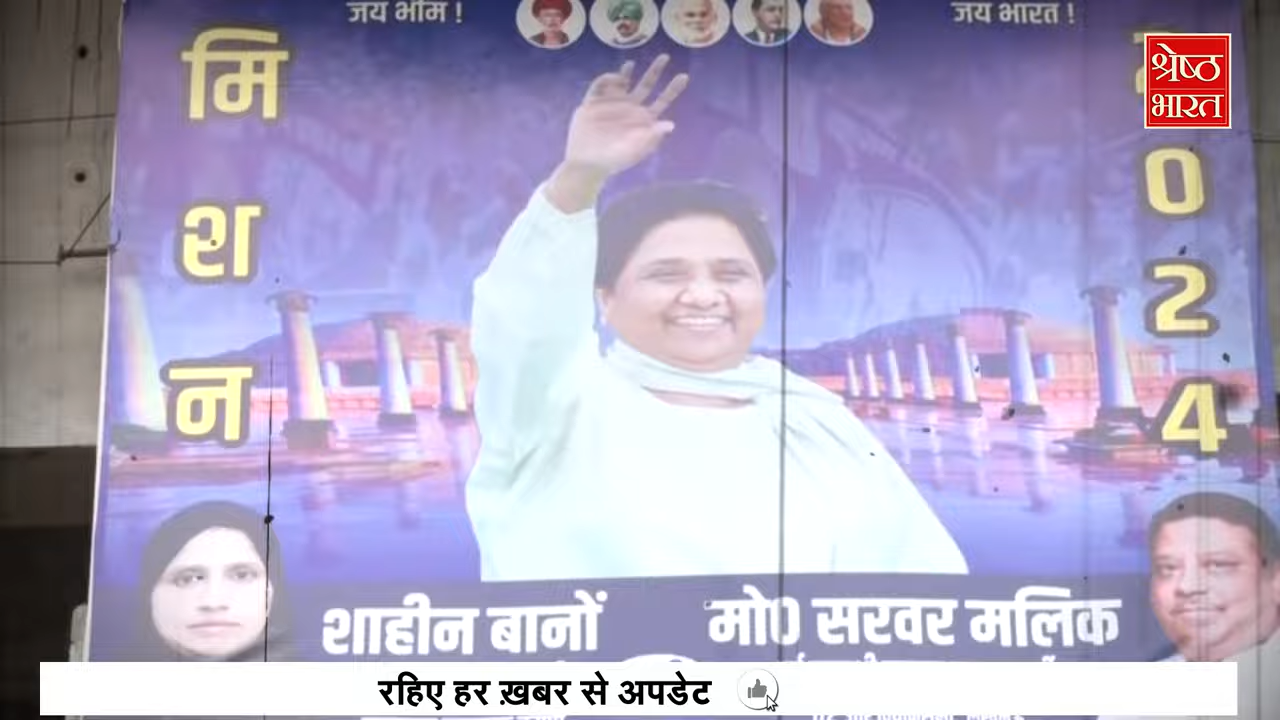 जय भीम !
जय भारत !
श्रेष्ठ
भारत
मि
श
न
2
0
2
4
शाहीन बानों
मो0 सरवर मलिक
रहिए हर ख़बर से अपडेट